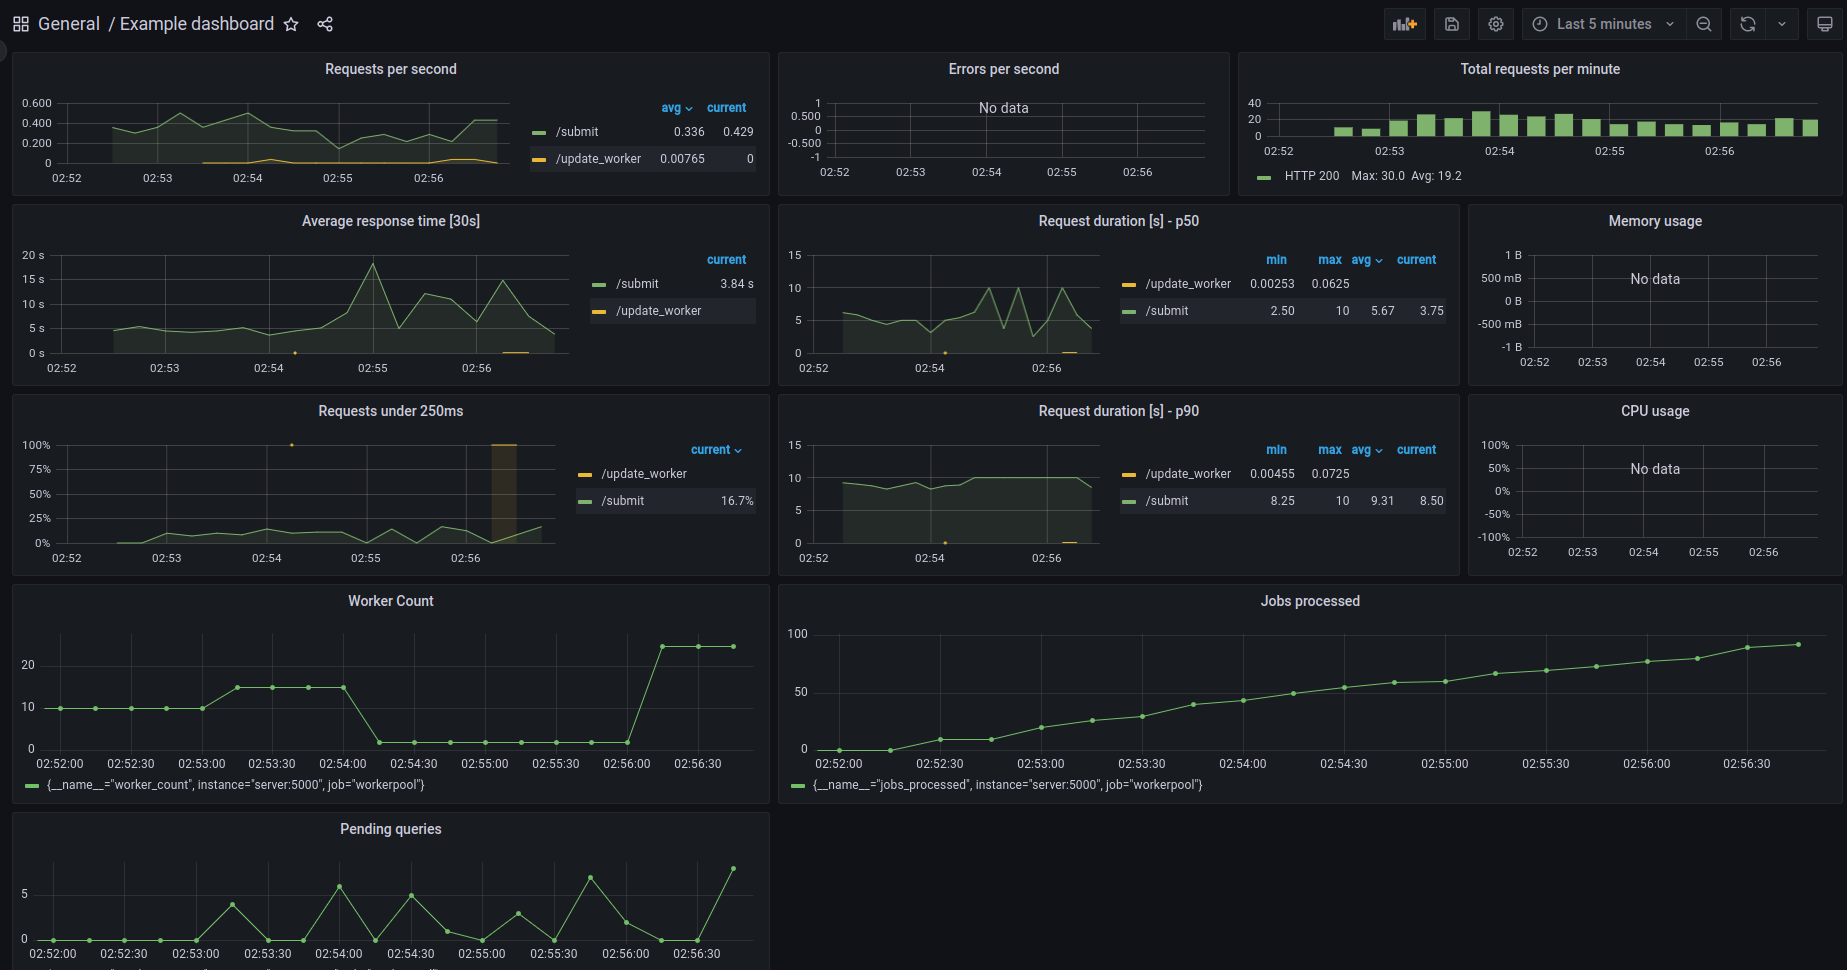 General / Example dashboard
Last 5 minutes
Requests per second
0.600
0.400
0.200
0
02:52 02:53 02:54 02:55 02:56
avg current
/submit 0.336 0.429
/update_worker 0.00765 0
Errors per second
No data
1
0.500
0
-0.500
-1
02:52 02:53 02:54 02:55 02:56
Total requests per minute
40
20
0
02:52 02:53 02:54 02:55 02:56
HTTP 200 Max: 30.0 Avg: 19.2
Average response time [30s]
20 s
15 s
10 s
5 s
0 s
02:52 02:53 02:54 02:55 02:56
current
/submit 3.84 s
/update_worker
Request duration [s] - p50
15
10
5
0
02:52 02:54 02:56
min max avg current
/update_worker 0.00253 0.0625
/submit 2.50 10 5.67 3.75
Memory usage
1 B
500 mB
0 B
-500 mB
-1 B
No data
02:52 02:53 02:54 02:55 02:56
Requests under 250ms
100%
75%
50%
25%
0%
02:52 02:53 02:54 02:55 02:56
current
/update_worker
/submit 16.7%
Request duration [s] - p90
15
10
5
0
02:52 02:54 02:56
min max avg current
/update_worker 0.00455 0.0725
/submit 8.25 10 9.31 8.50
CPU usage
100%
50%
0%
-50%
-100%
No data
02:52 02:53 02:54 02:55 02:56
Worker Count
20
10
0
02:52:00 02:52:30 02:53:00 02:53:30 02:54:00 02:54:30 02:55:00 02:55:30 02:56:00 02:56:30
{__name__="worker_count", instance="server:5000", job="workerpool"}
Jobs processed
100
50
0
02:52:00 02:52:30 02:53:00 02:53:30 02:54:00 02:54:30 02:55:00 02:55:30 02:56:00 02:56:30
{__name__="jobs_processed", instance="server:5000", job="workerpool"}
Pending queries
5
0
02:52:00 02:52:30 02:53:00 02:53:30 02:54:00 02:54:30 02:55:00 02:55:30 02:56:00 02:56:30